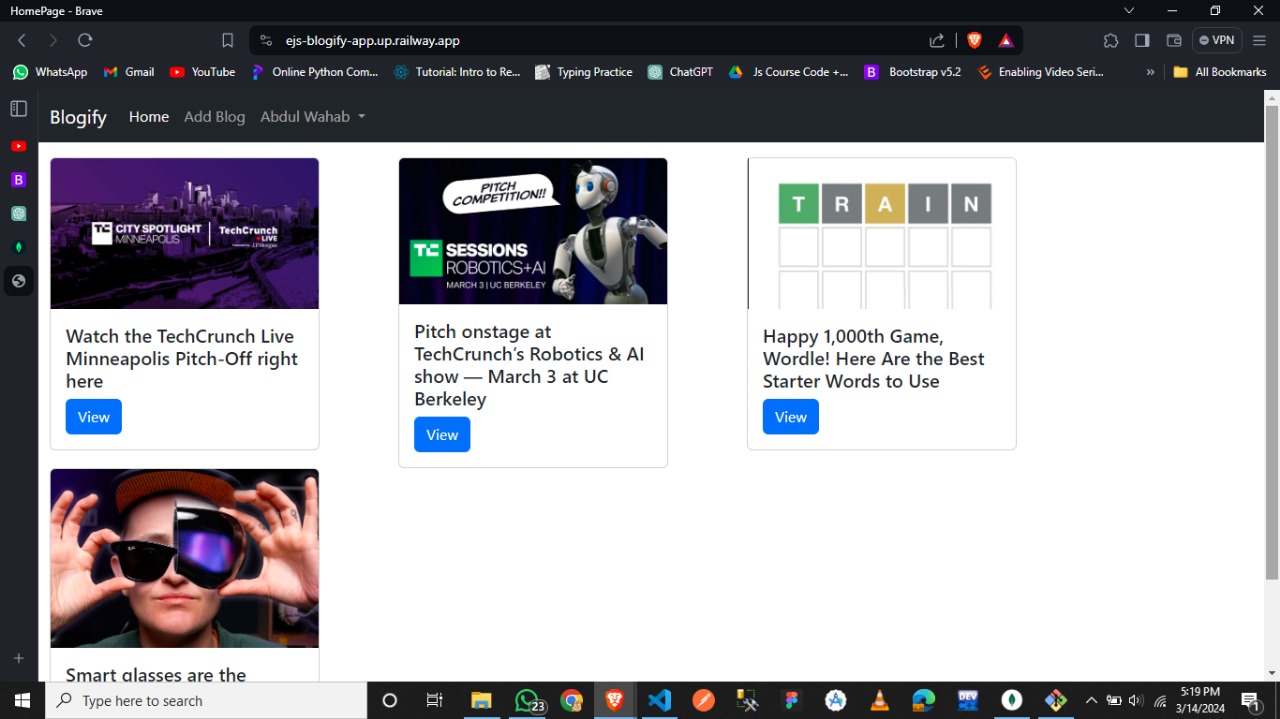 HomePage - Brave
ejs-blogify-app.up.railway.app
VPN
WhatsApp
Gmail
YouTube
Online Python Com...
Tutorial: Intro to Re...
Typing Practice
ChatGPT
Js Course Code +...
B
Bootstrap v5.2
Enabling Video Seri...
»
All Bookmarks
B
Blogify
Home
Add Blog
Abdul Wahab
TC CITY SPOTLIGHT
MINNEAPOLIS
TechCrunch
LIVE
Watch the TechCrunch Live
Minneapolis Pitch-Off right
here
View
PITCH
COMPETITION!!
TC SESSIONS
ROBOTICS+AI
MARCH 3 | UC BERKELEY
Pitch onstage at
TechCrunch’s Robotics & AI
show — March 3 at UC
Berkeley
View
T R A I N
Happy 1,000th Game,
Wordle! Here Are the Best
Starter Words to Use
View
Smart glasses are the
Type here to search
23
DEV
5:19 PM
3/14/2024
1